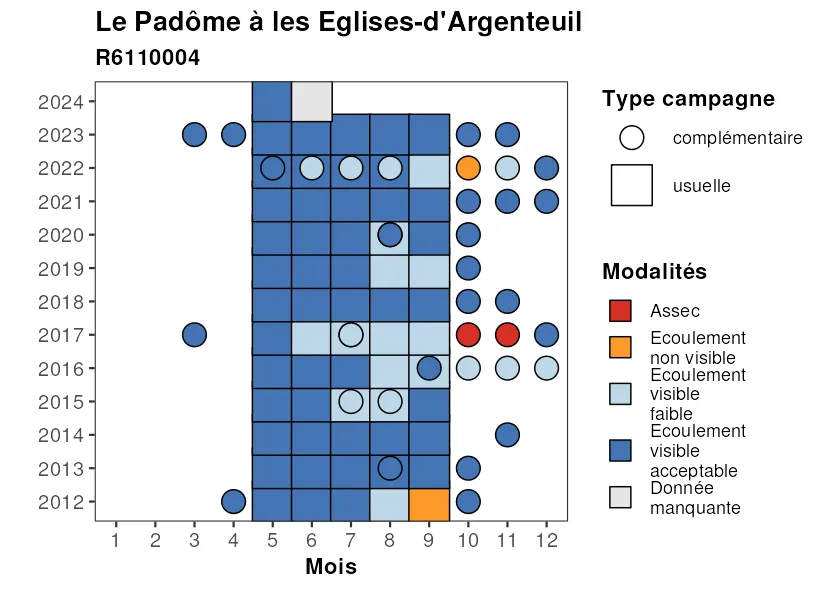 Le Padôme à les Eglises-d'Argenteuil
R6110004
2024
2023
2022
2021
2020
2019
2018
2017
2016
2015
2014
2013
2012
1 2 3 4 5 6 7 8 9 10 11 12
Mois
Type campagne
complémentaire
usuelle
Modalités
Assec
Ecoulement
non visible
Ecoulement
visible
faible
Ecoulement
visible
acceptable
Donnée
manquante